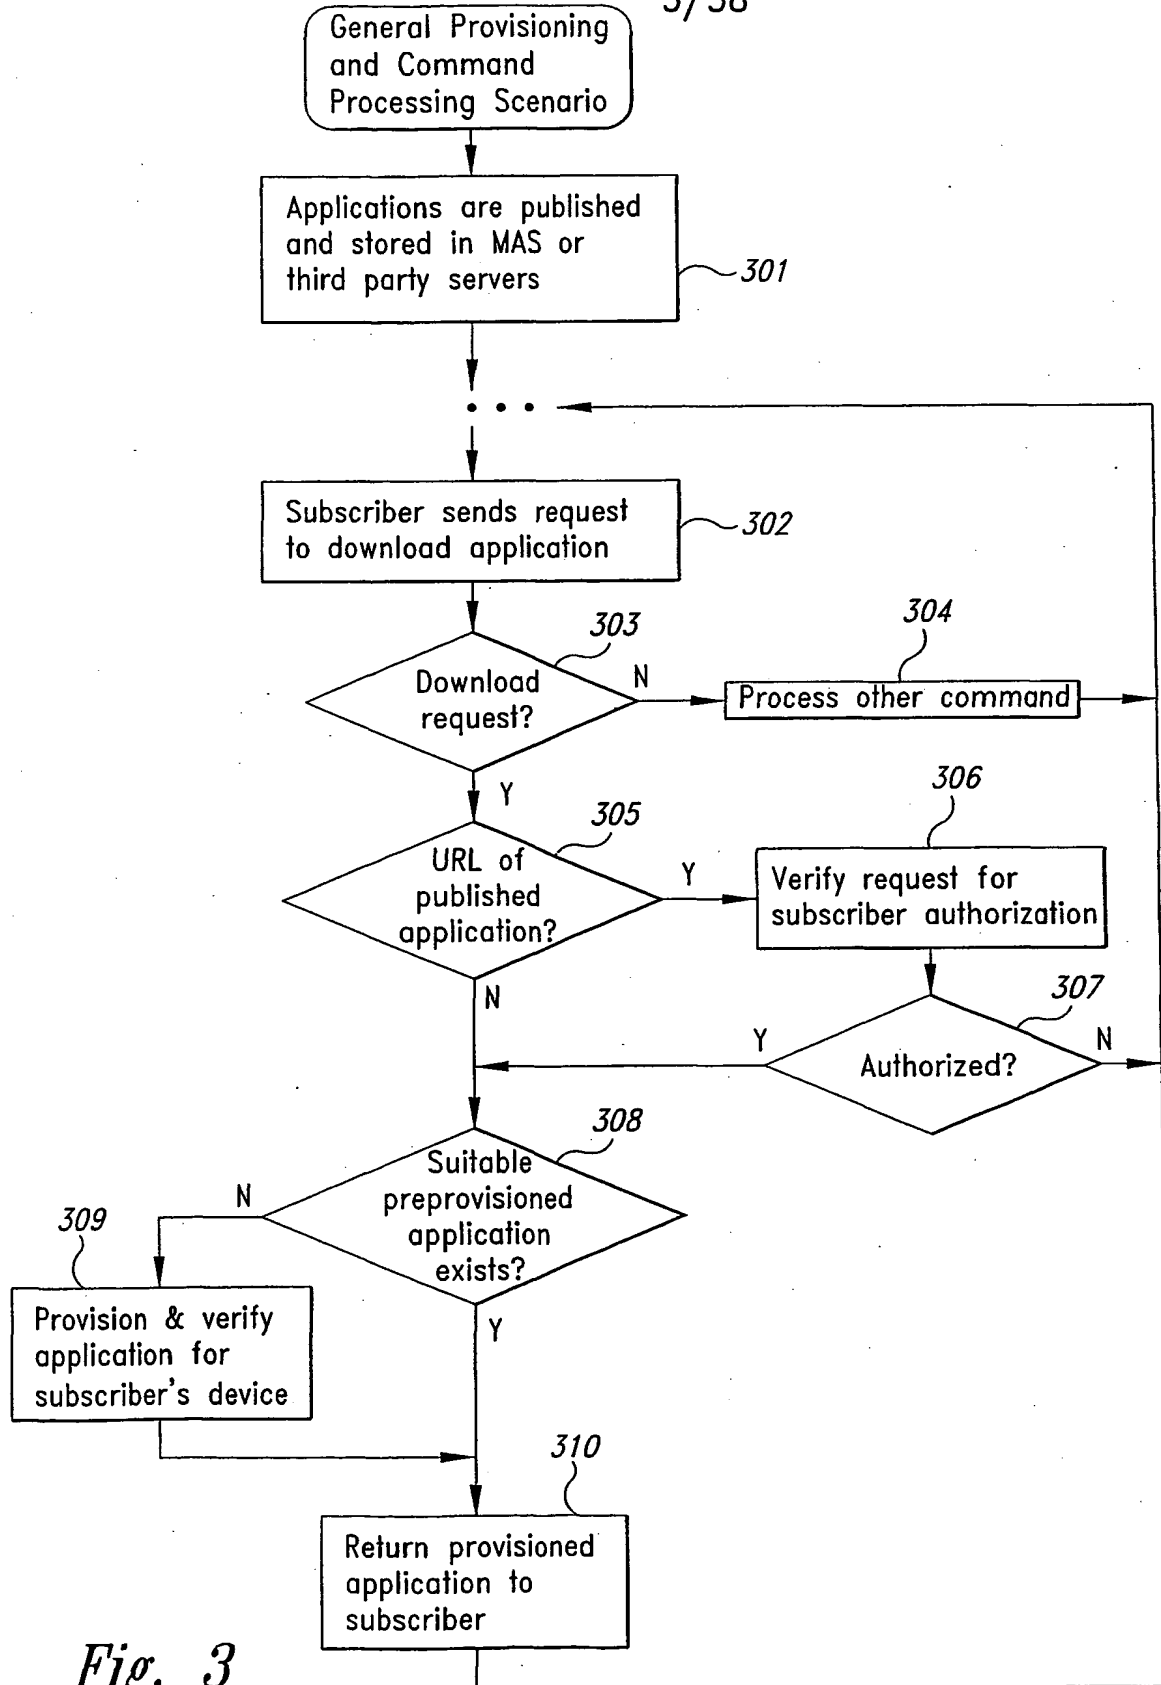 3/38
General Provisioning
and Command
Processing Scenario
Applications are published
and stored in MAS or
third party servers
301
Subscriber sends request
to download application
302
303
Download
request?
N
304
Process other command
Y
305
URL of
published
application?
Y
306
Verify request for
subscriber authorization
N
307
Authorized?
Y
N
308
Suitable
preprovisioned
application
exists?
N
309
Provision & verify
application for
subscriber's device
Y
310
Return provisioned
application to
subscriber
Fig. 3